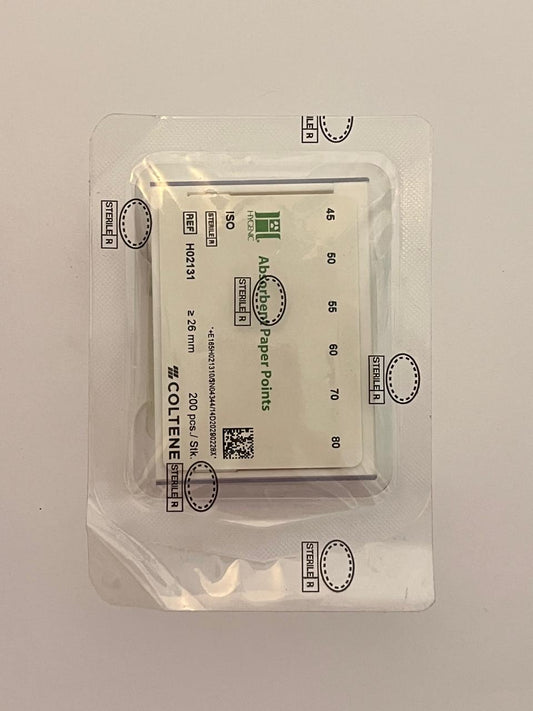 45 50 55 60 70 80
HYGENIC
Absorbent Paper Points
ISO
STERILE R
REF H02131
≥ 26 mm
200 pcs./ Stk.
COLTENE
STERILE R
STERILE R
STERILE R
STERILE R
STERILE R
STERILE R